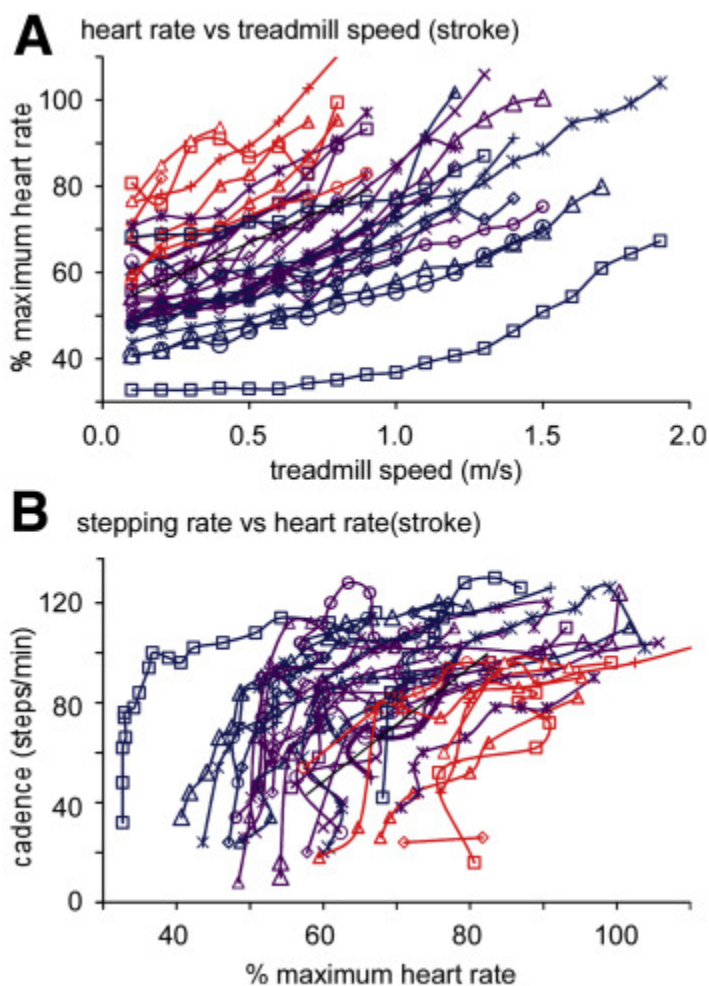 A heart rate vs treadmill speed (stroke)
% maximum heart rate
100
80
60
40
0.0 0.5 1.0 1.5 2.0
treadmill speed (m/s)
B stepping rate vs heart rate(stroke)
cadence (steps/min)
120
80
40
0
40 60 80 100
% maximum heart rate